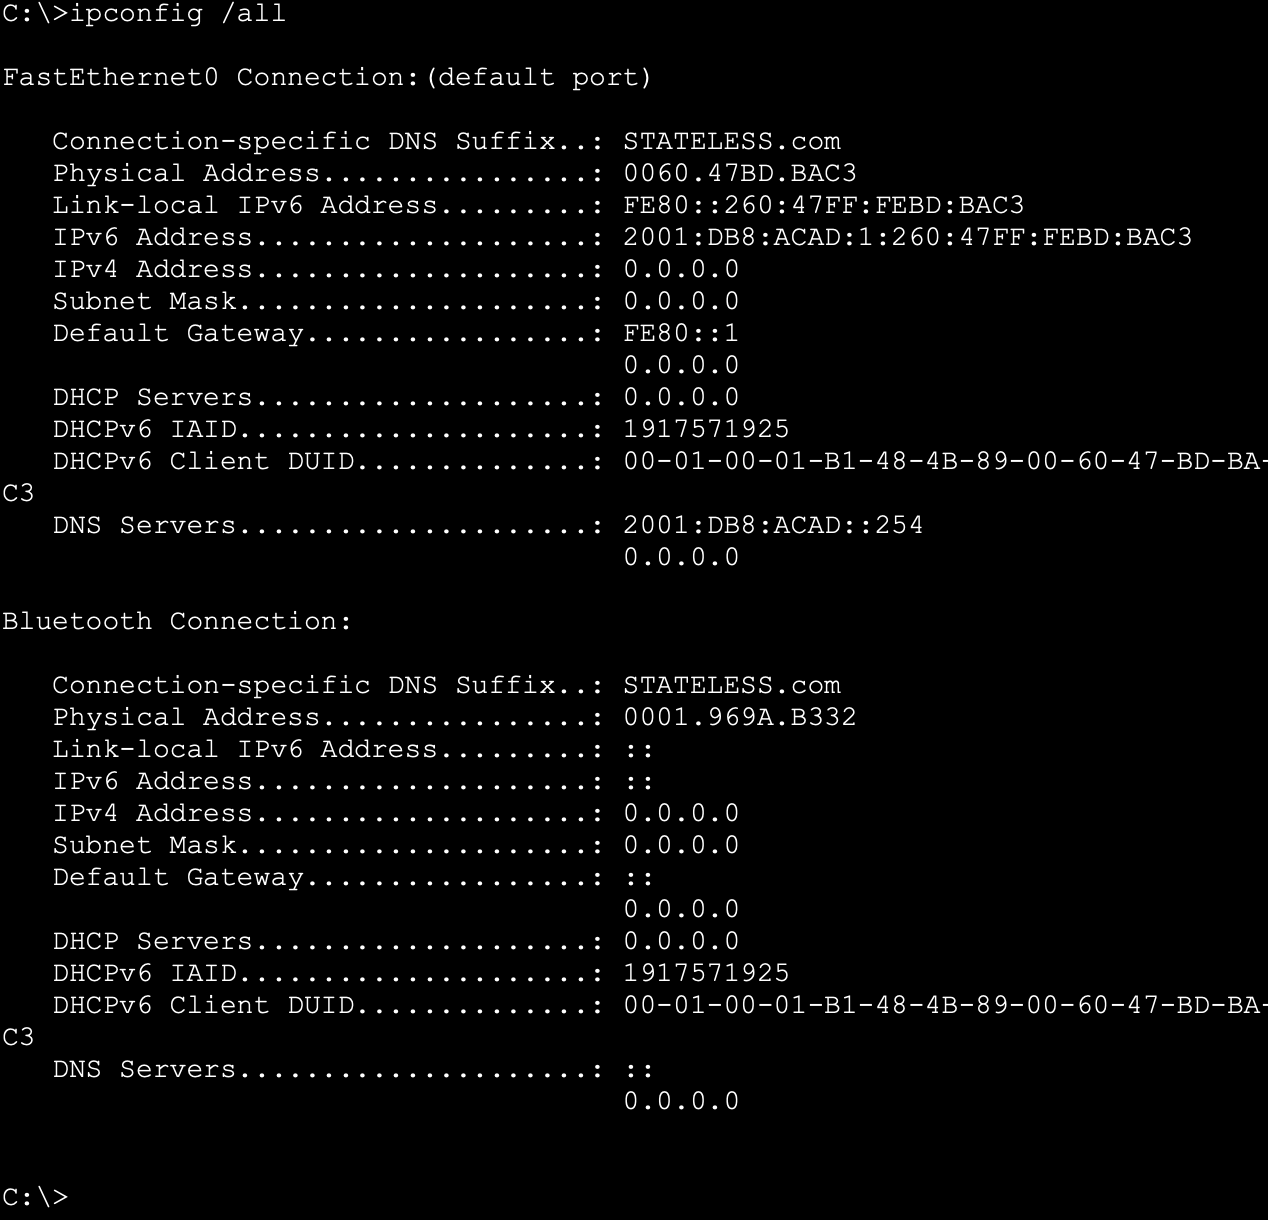 C:\>ipconfig /all
FastEthernet0 Connection:(default port)
Connection-specific DNS Suffix..: STATELESS.com
Physical Address................: 0060.47BD.BAC3
Link-local IPv6 Address.........: FE80::260:47FF:FEBD:BAC3
IPv6 Address....................: 2001:DB8:ACAD:1:260:47FF:FEBD:BAC3
IPv4 Address....................: 0.0.0.0
Subnet Mask.....................: 0.0.0.0
Default Gateway.................: FE80::1
0.0.0.0
DHCP Servers....................: 0.0.0.0
DHCPv6 IAID.....................: 1917571925
DHCPv6 Client DUID..............: 00-01-00-01-B1-48-4B-89-00-60-47-BD-BA-
C3
DNS Servers.....................: 2001:DB8:ACAD::254
0.0.0.0
Bluetooth Connection:
Connection-specific DNS Suffix..: STATELESS.com
Physical Address................: 0001.969A.B332
Link-local IPv6 Address.........: ::
IPv6 Address....................: ::
IPv4 Address....................: 0.0.0.0
Subnet Mask.....................: 0.0.0.0
Default Gateway.................: ::
0.0.0.0
DHCP Servers....................: 0.0.0.0
DHCPv6 IAID.....................: 1917571925
DHCPv6 Client DUID..............: 00-01-00-01-B1-48-4B-89-00-60-47-BD-BA-
C3
DNS Servers.....................: ::
0.0.0.0
C:\>